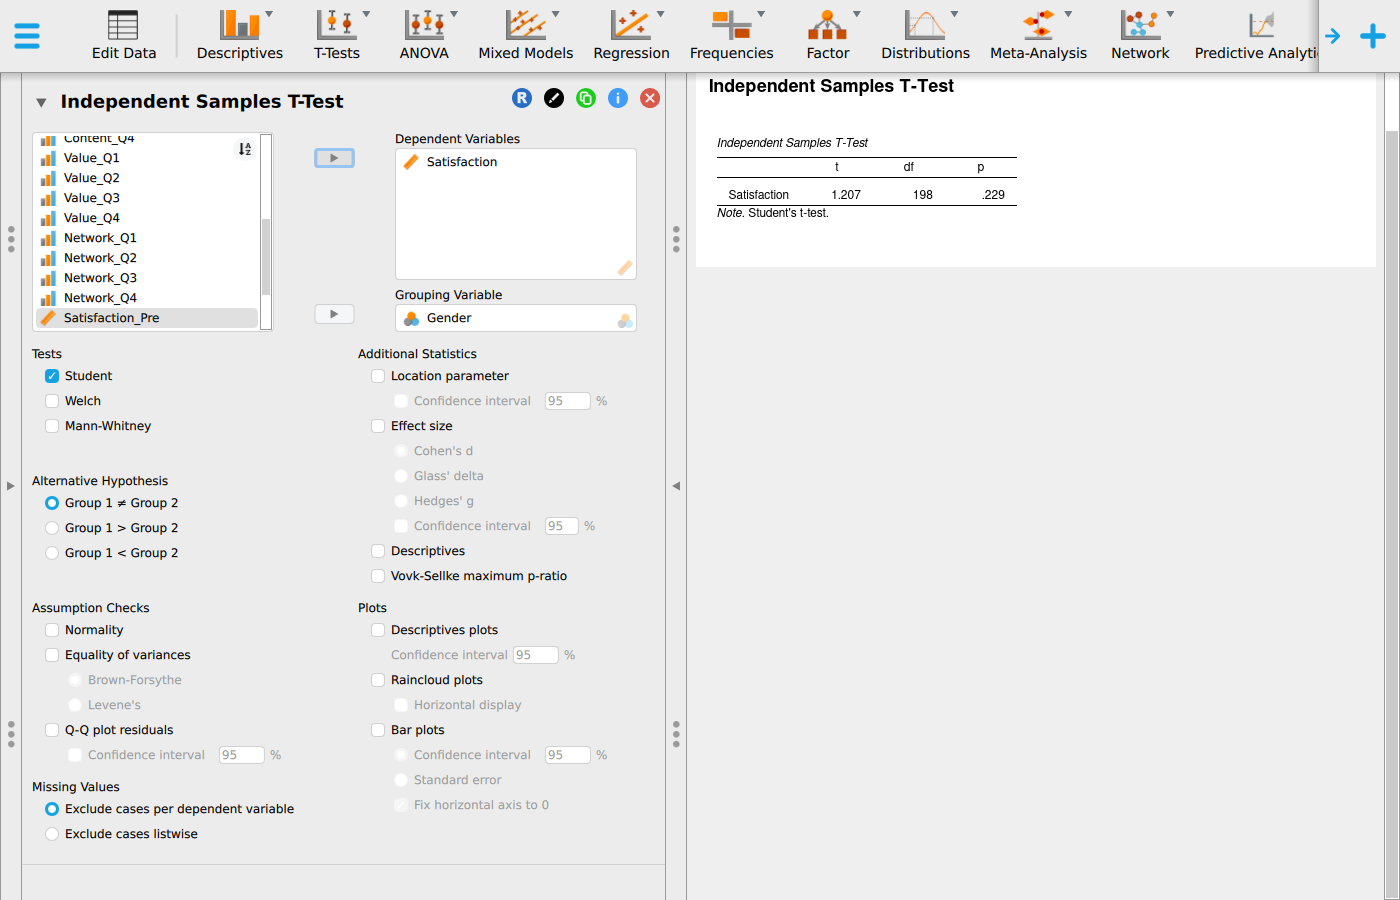 Edit Data
Descriptives
T-Tests
ANOVA
Mixed Models
Regression
Frequencies
Factor
Distributions
Meta-Analysis
Network
Predictive Analyti
Independent Samples T-Test
R
i
Content_Q4
Value_Q1
Value_Q2
Value_Q3
Value_Q4
Network_Q1
Network_Q2
Network_Q3
Network_Q4
Satisfaction_Pre
A
Z
Dependent Variables
Satisfaction
Grouping Variable
Gender
Tests
Student
Welch
Mann-Whitney
Alternative Hypothesis
Group 1 ≠ Group 2
Group 1 > Group 2
Group 1 < Group 2
Assumption Checks
Normality
Equality of variances
Brown-Forsythe
Levene's
Q-Q plot residuals
Confidence interval 95 %
Missing Values
Exclude cases per dependent variable
Exclude cases listwise
Additional Statistics
Location parameter
Confidence interval 95 %
Effect size
Cohen's d
Glass' delta
Hedges' g
Confidence interval 95 %
Descriptives
Vovk-Sellke maximum p-ratio
Plots
Descriptives plots
Confidence interval 95 %
Raincloud plots
Horizontal display
Bar plots
Confidence interval 95 %
Standard error
Fix horizontal axis to 0
Independent Samples T-Test
Independent Samples T-Test
t df p
Satisfaction 1.207 198 .229
Note. Student's t-test.